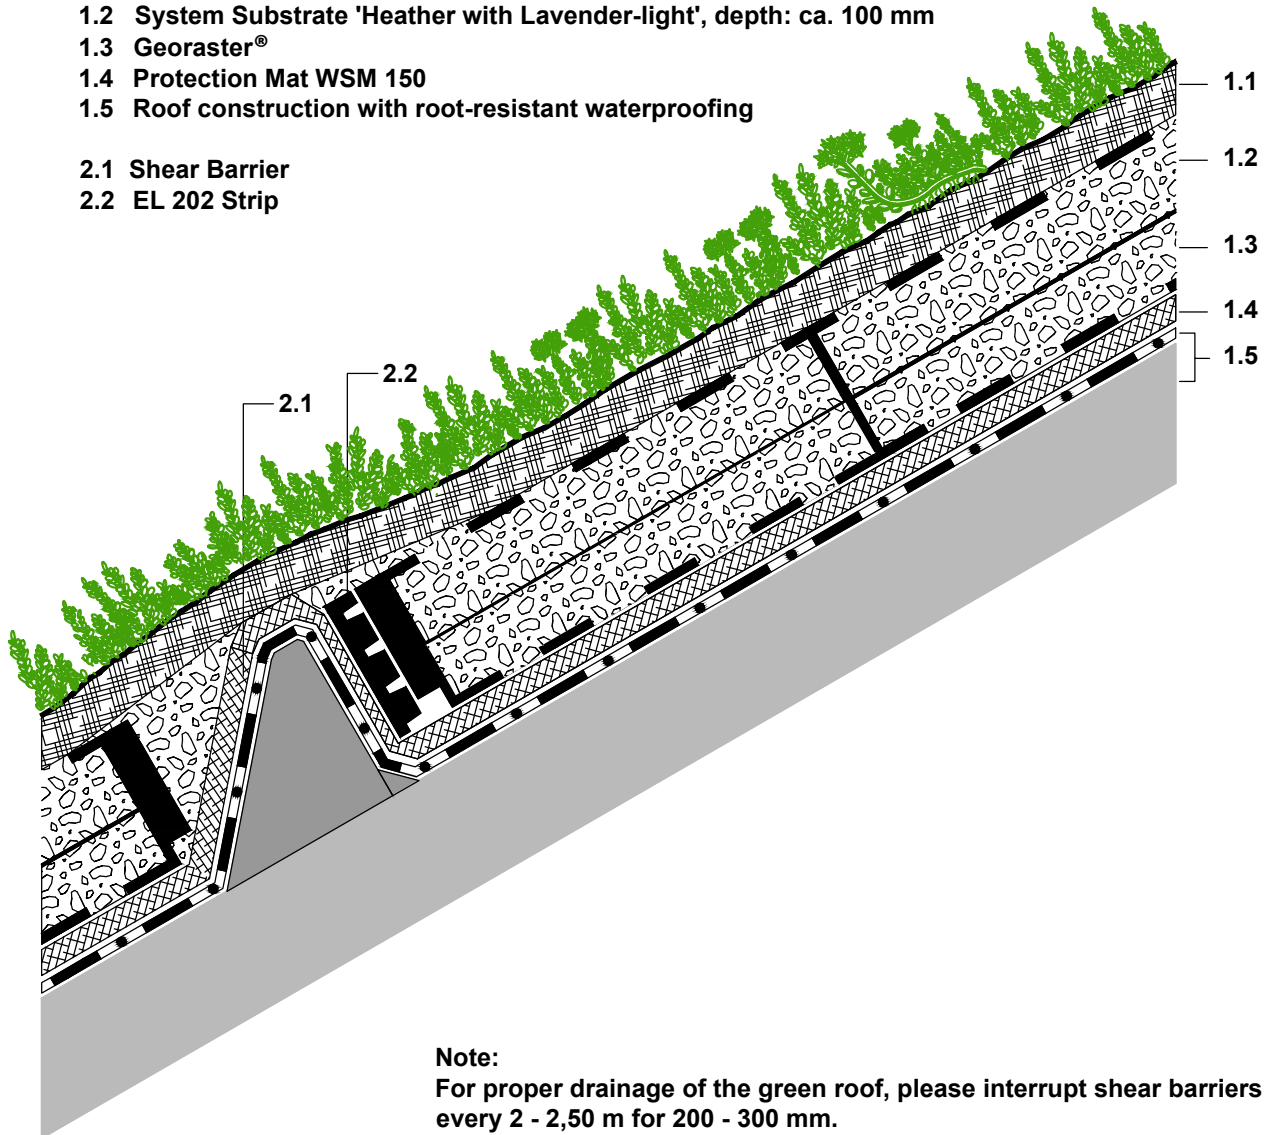 1.2 System Substrate 'Heather with Lavender-light', depth: ca. 100 mm
1.3 Georaster®
1.4 Protection Mat WSM 150
1.5 Roof construction with root-resistant waterproofing
2.1 Shear Barrier
2.2 EL 202 Strip
1.1
1.2
1.3
1.4
1.5
2.2
2.1
Note:
For proper drainage of the green roof, please interrupt shear barriers
every 2 - 2,50 m for 200 - 300 mm.